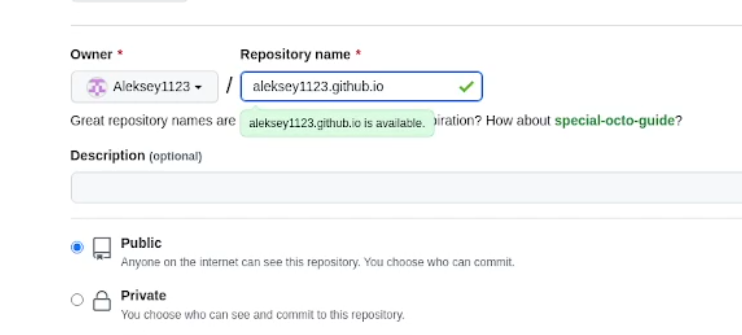 Owner * Repository name *
Aleksey1123 / aleksey1123.github.io
Great repository names are iration? How about special-octo-guide?
aleksey1123.github.io is available.
Description (optional)
Public
Anyone on the internet can see this repository. You choose who can commit.
Private
You choose who can see and commit to this repository.